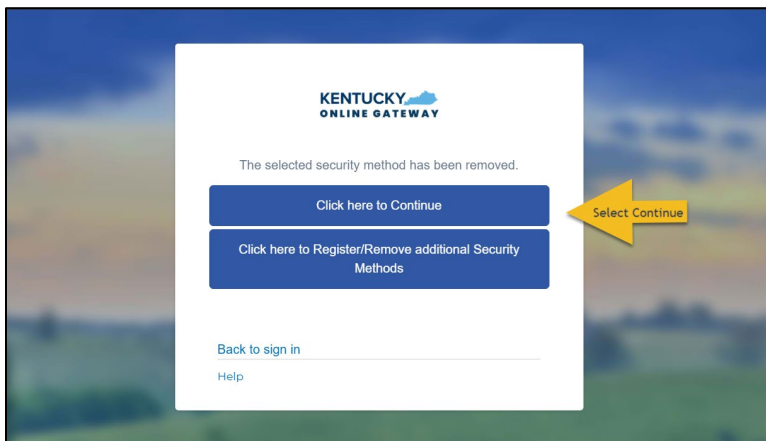 KENTUCKY
ONLINE GATEWAY
The selected security method has been removed.
Click here to Continue
Select Continue
Click here to Register/Remove additional Security
Methods
Back to sign in
Help